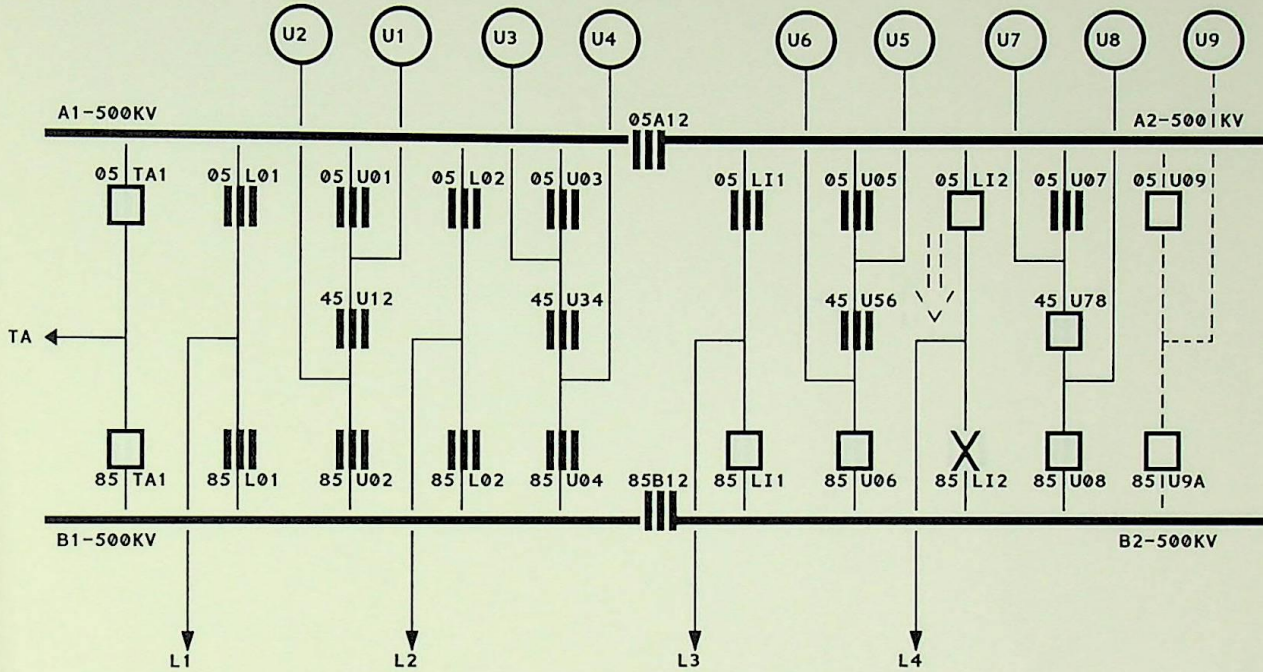 U2 U1 U3 U4 U6 U5 U7 U8 U9
A1-500KV 05A12 A2-500 KV
05 TA1 05 L01 05 U01 05 L02 05 U03 05 LI1 05 U05 05 LI2 05 U07 05 U09
45 U12 45 U34 45 U56 45 U78
TA
85 TA1 85 L01 85 U02 85 L02 85 U04 85B12 85 LI1 85 U06 85 LI2 85 U08 85 U9A
B1-500KV B2-500KV
L1 L2 L3 L4